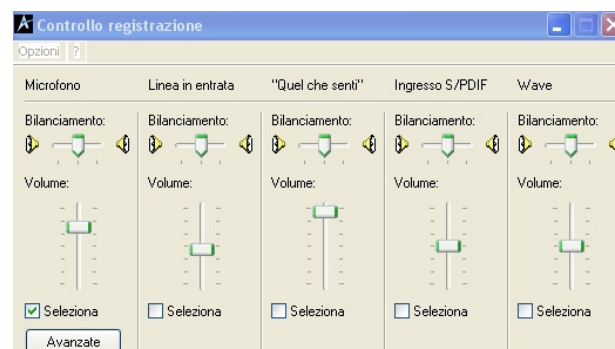 Controllo registrazione
Opzioni ?
Microfono Linea in entrata "Quel che senti" Ingresso S/PDIF Wave
Bilanciamento: Bilanciamento: Bilanciamento: Bilanciamento: Bilanciamento:
Volume: Volume: Volume: Volume: Volume:
Seleziona Seleziona Seleziona Seleziona Seleziona
Avanzate